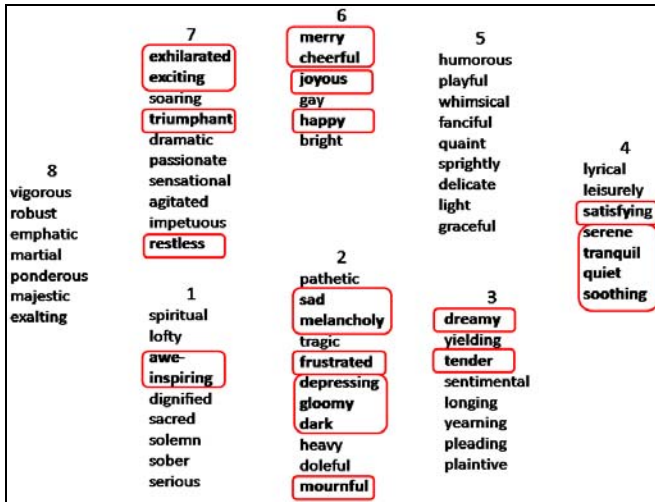 6
merry
cheerful
joyous
gay
happy
bright
7
exhilarated
exciting
soaring
triumphant
dramatic
passionate
sensational
agitated
impetuous
restless
5
humorous
playful
whimsical
fanciful
quaint
sprightly
delicate
light
graceful
4
lyrical
leisurely
satisfying
serene
tranquil
quiet
soothing
8
vigorous
robust
emphatic
martial
ponderous
majestic
exalting
1
spiritual
lofty
awe-
inspiring
dignified
sacred
solemn
sober
serious
2
pathetic
sad
melancholy
tragic
frustrated
depressing
gloomy
dark
heavy
doleful
mournful
3
dreamy
yielding
tender
sentimental
longing
yearning
pleading
plaintive